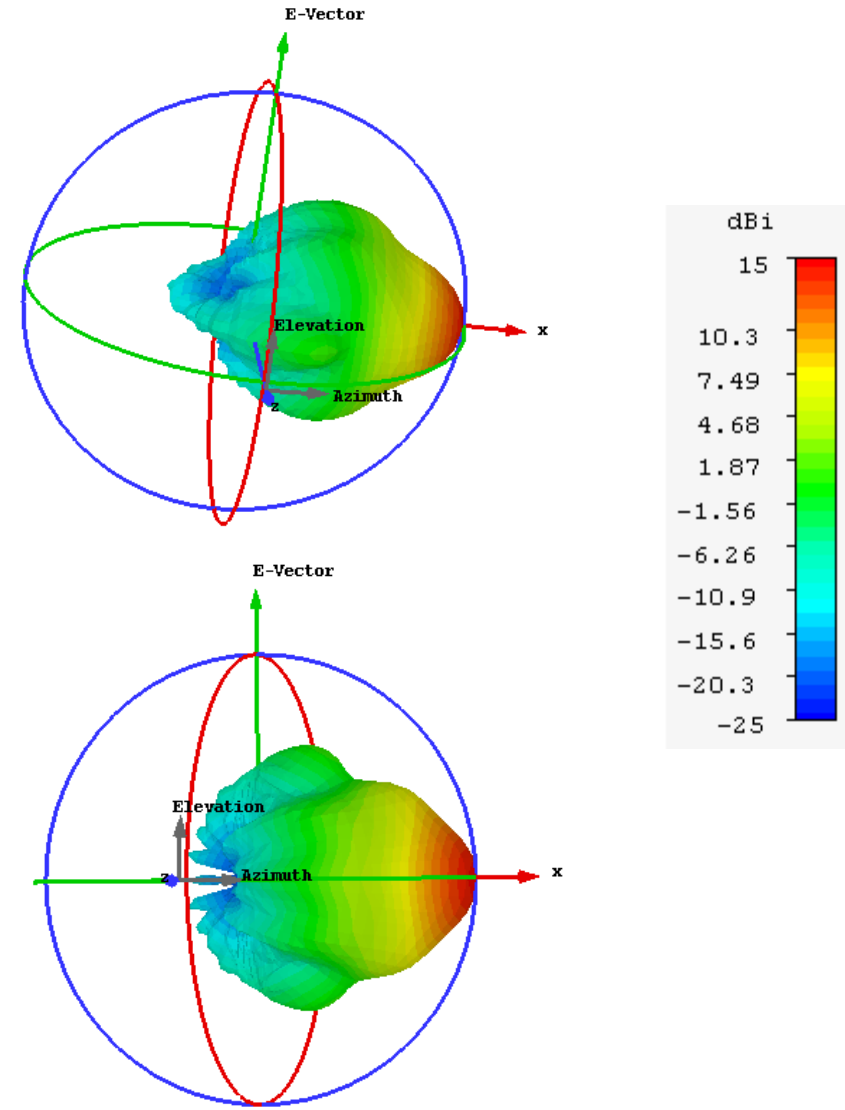 E-Vector
Elevation
x
Azimuth
z
dBi
15
10.3
7.49
4.68
1.87
-1.56
-6.26
-10.9
-15.6
-20.3
-25
E-Vector
Elevation
z
Azimuth
x